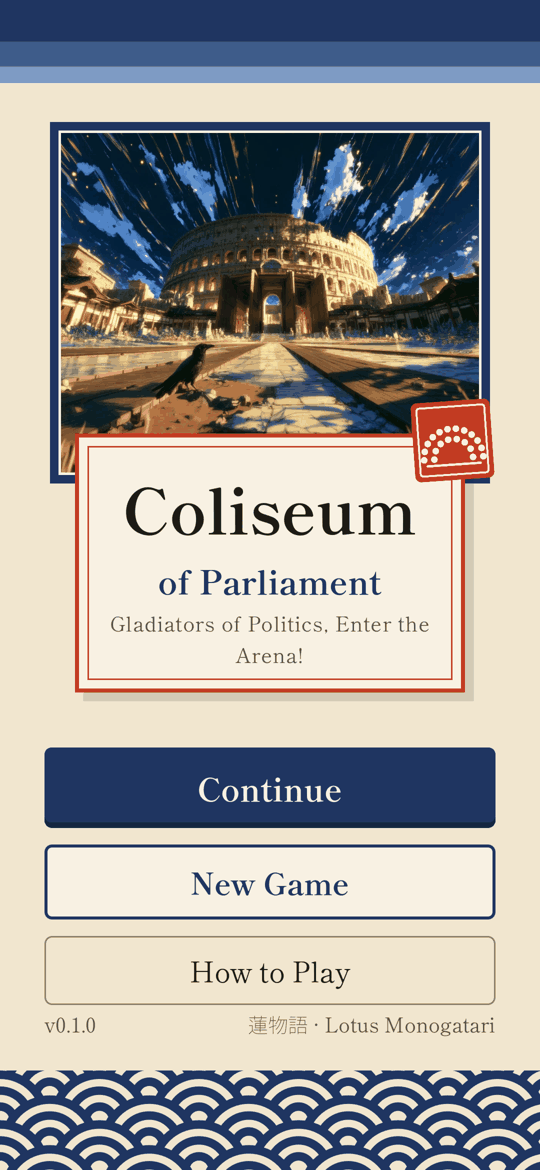 Coliseum
of Parliament
Gladiators of Politics, Enter the
Arena!
Continue
New Game
How to Play
v0.1.0
蓮物語 · Lotus Monogatari